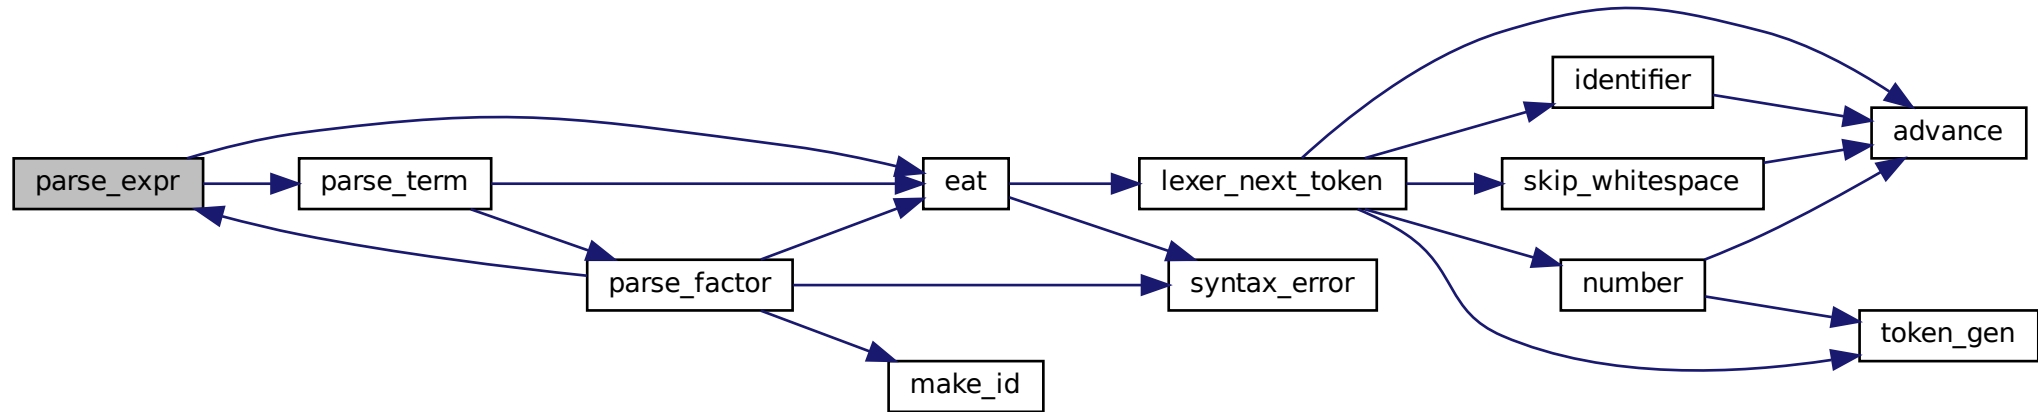 parse_expr
parse_term
parse_factor
eat
make_id
lexer_next_token
syntax_error
identifier
skip_whitespace
number
advance
token_gen